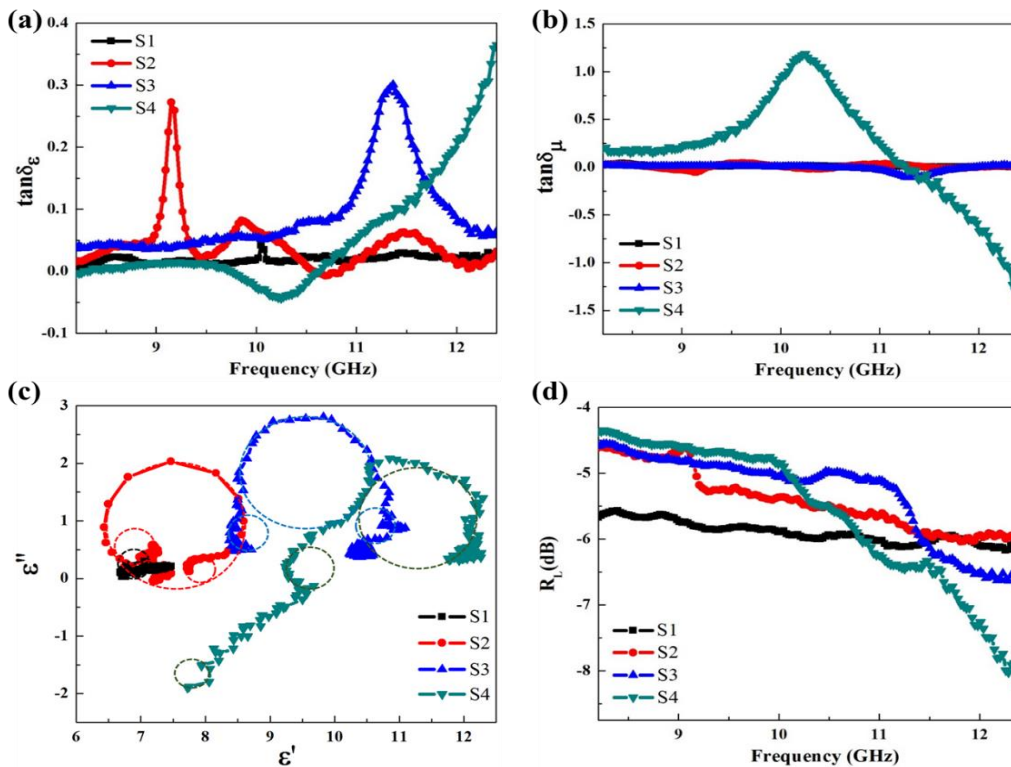 (a)
0.4
0.3
0.2
0.1
0.0
-0.1
tanδε
S1
S2
S3
S4
9
10
11
12
Frequency (GHz)
(b)
1.5
1.0
0.5
0.0
-0.5
-1.0
-1.5
tanδμ
S1
S2
S3
S4
9
10
11
12
Frequency (GHz)
(c)
3
2
1
0
-1
-2
ε''
S1
S2
S3
S4
6
7
8
9
10
11
12
ε'
(d)
-4
-5
-6
-7
-8
RL(dB)
S1
S2
S3
S4
9
10
11
12
Frequency (GHz)